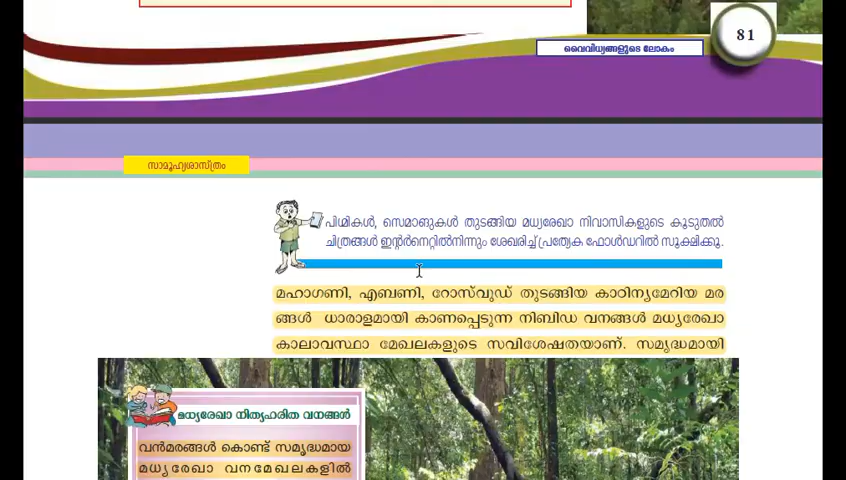 81
വൈവിധ്യങ്ങളുടെ ലോകം
സാമൂഹ്യശാസ്ത്രം
പിഗ്മികൾ, സെമാങുകൾ തുടങ്ങിയ മധ്യരേഖാ നിവാസികളുടെ കൂടുതൽ
ചിത്രങ്ങൾ ഇന്റർനെറ്റിൽനിന്നും ശേഖരിച്ച് പ്രത്യേക ഫോൾഡറിൽ സൂക്ഷിക്കൂ.
മഹാഗണി, എബണി, റോസ്‌വുഡ് തുടങ്ങിയ കാഠിന്യമേറിയ മര
ങ്ങൾ ധാരാളമായി കാണപ്പെടുന്ന നിബിഡ വനങ്ങൾ മധ്യരേഖാ
കാലാവസ്ഥാ മേഖലകളുടെ സവിശേഷതയാണ്. സമൃദ്ധമായി
മധ്യരേഖാ നിത്യഹരിത വനങ്ങൾ
വൻമരങ്ങൾ കൊണ്ട് സമൃദ്ധമായ
മധ്യരേഖാ വനമേഖലകളിൽ